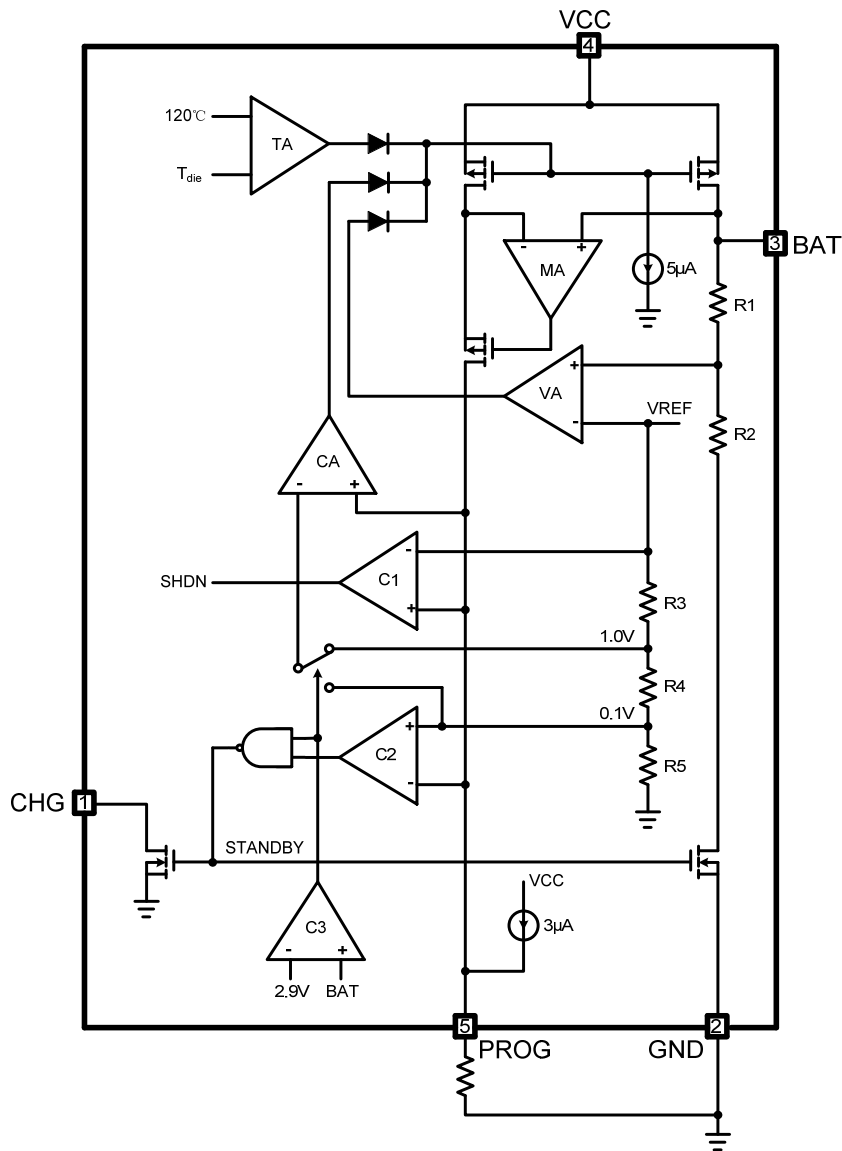 VCC
4
120℃
TA
Tdie
- +
MA
5µA
3 BAT
R1
+
VA
-
VREF
R2
CA
- +
-
C1
+
SHDN
R3
1.0V
R4
0.1V
+
C2
-
R5
CHG 1
STANDBY
VCC
3µA
C3
- +
2.9V BAT
5 PROG
GND 2